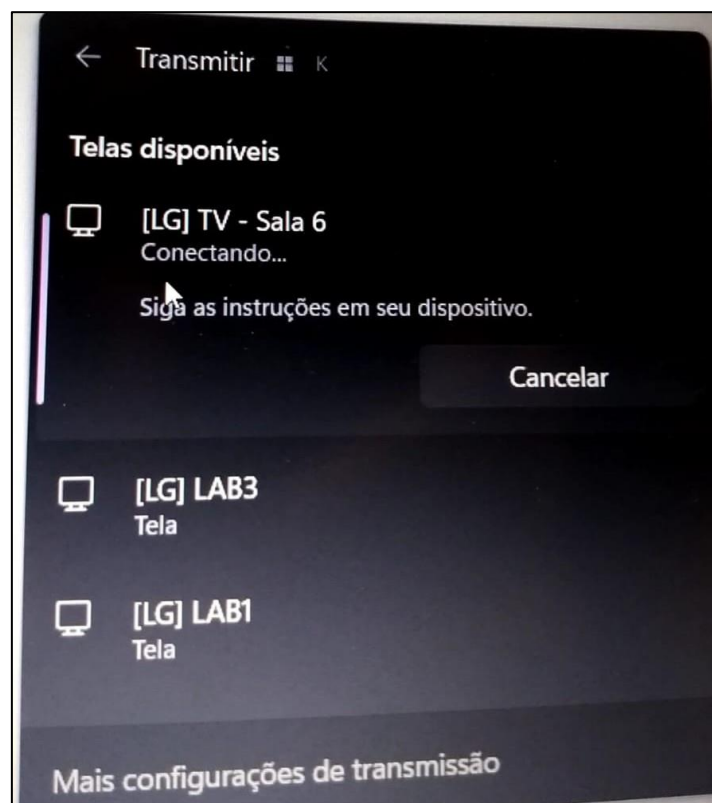 Transmitir K
Telas disponíveis
[LG] TV - Sala 6
Conectando...
Siga as instruções em seu dispositivo.
Cancelar
[LG] LAB3
Tela
[LG] LAB1
Tela
Mais configurações de transmissão